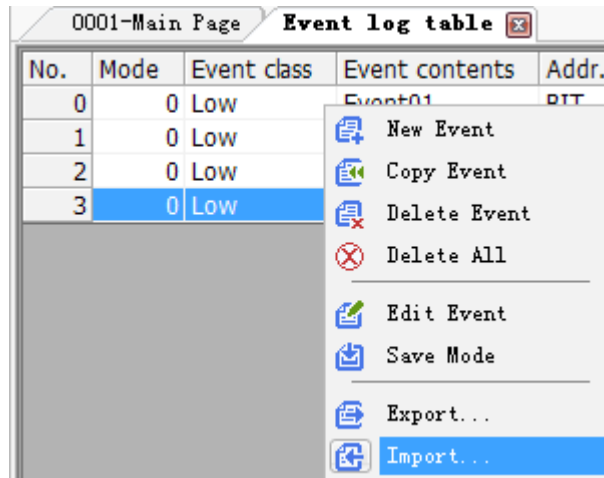 0001-Main Page Event log table
No. Mode Event class Event contents Addr.
0 0 Low Event01 BIT
1 0 Low
2 0 Low
3 0 Low
New Event
Copy Event
Delete Event
Delete All
Edit Event
Save Mode
Export...
Import...